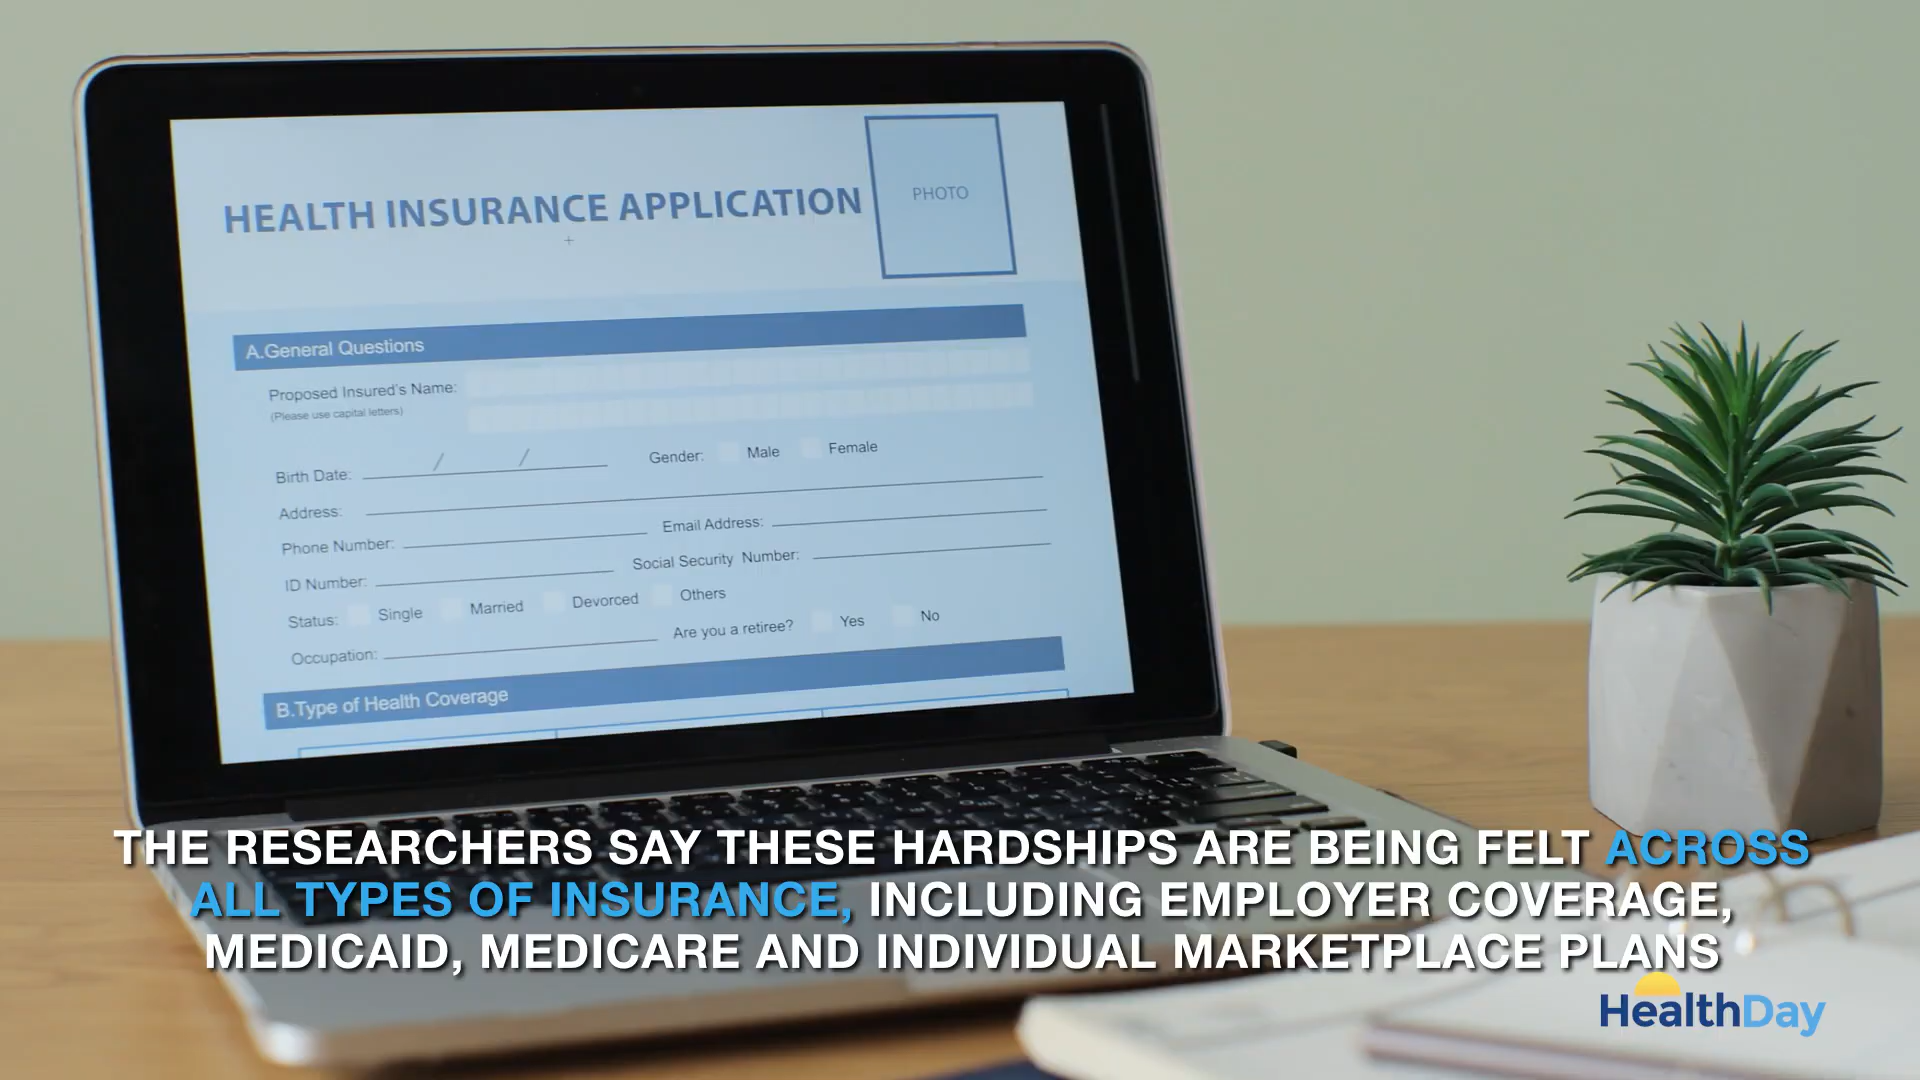 HEALTH INSURANCE APPLICATION
PHOTO
A.General Questions
Proposed Insured's Name:
(Please use capital letters)
Birth Date: / / Gender: Male Female
Address:
Phone Number: Email Address:
ID Number: Social Security Number:
Status: Single Married Devorced Others
Occupation: Are you a retiree? Yes No
B.Type of Health Coverage
THE RESEARCHERS SAY THESE HARDSHIPS ARE BEING FELT ACROSS
ALL TYPES OF INSURANCE, INCLUDING EMPLOYER COVERAGE,
MEDICAID, MEDICARE AND INDIVIDUAL MARKETPLACE PLANS
HealthDay